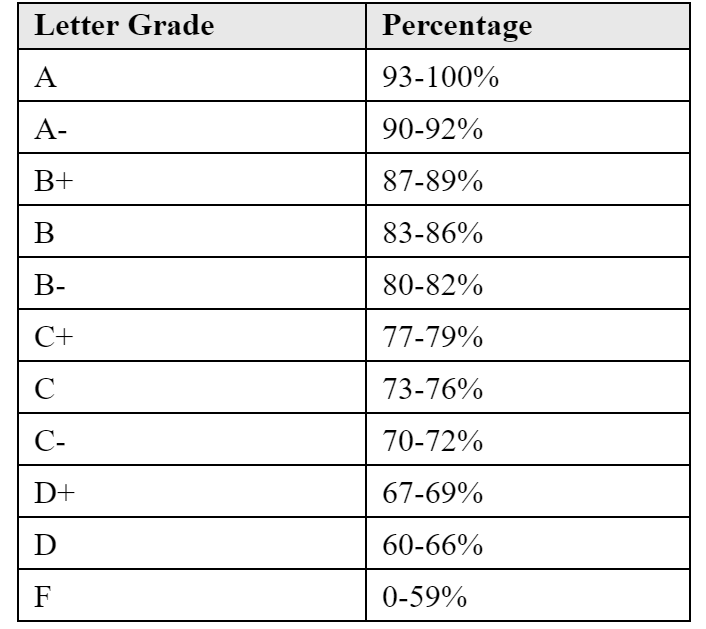 Letter Grade Percentage
A 93-100%
A- 90-92%
B+ 87-89%
B 83-86%
B- 80-82%
C+ 77-79%
C 73-76%
C- 70-72%
D+ 67-69%
D 60-66%
F 0-59%